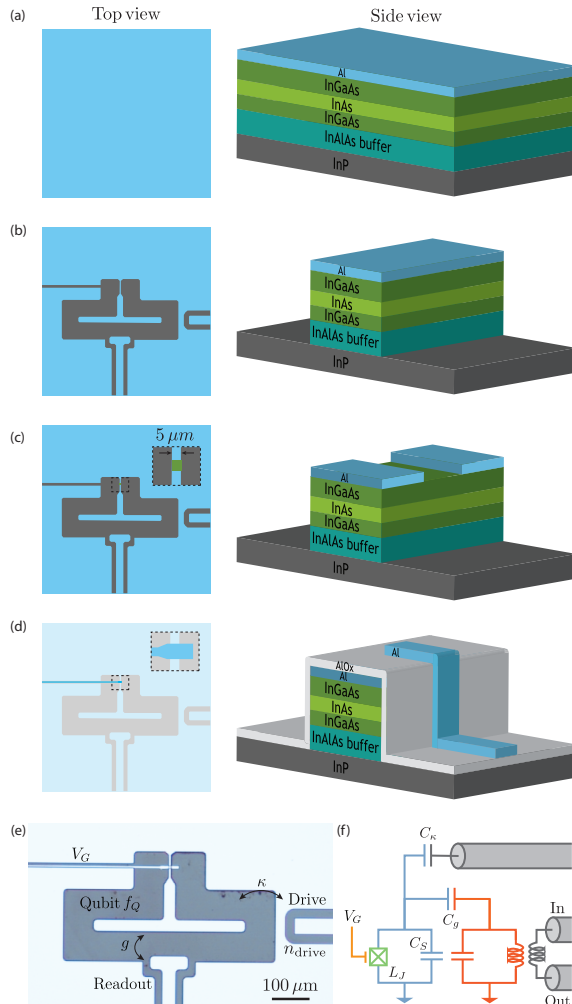 Top view
Side view
(a)
Al
InGaAs
InAs
InGaAs
InAlAs buffer
InP
(b)
Al
InGaAs
InAs
InGaAs
InAlAs buffer
InP
(c)
5 μm
Al
InGaAs
InAs
InGaAs
InAlAs buffer
InP
(d)
Al
AlOx
Al
InGaAs
InAs
InGaAs
InAlAs buffer
InP
(e)
V_G
κ
Qubit f_Q
Drive
g
n_drive
Readout
100 μm
(f)
C_κ
In
V_G
C_g
C_S
L_J
Out